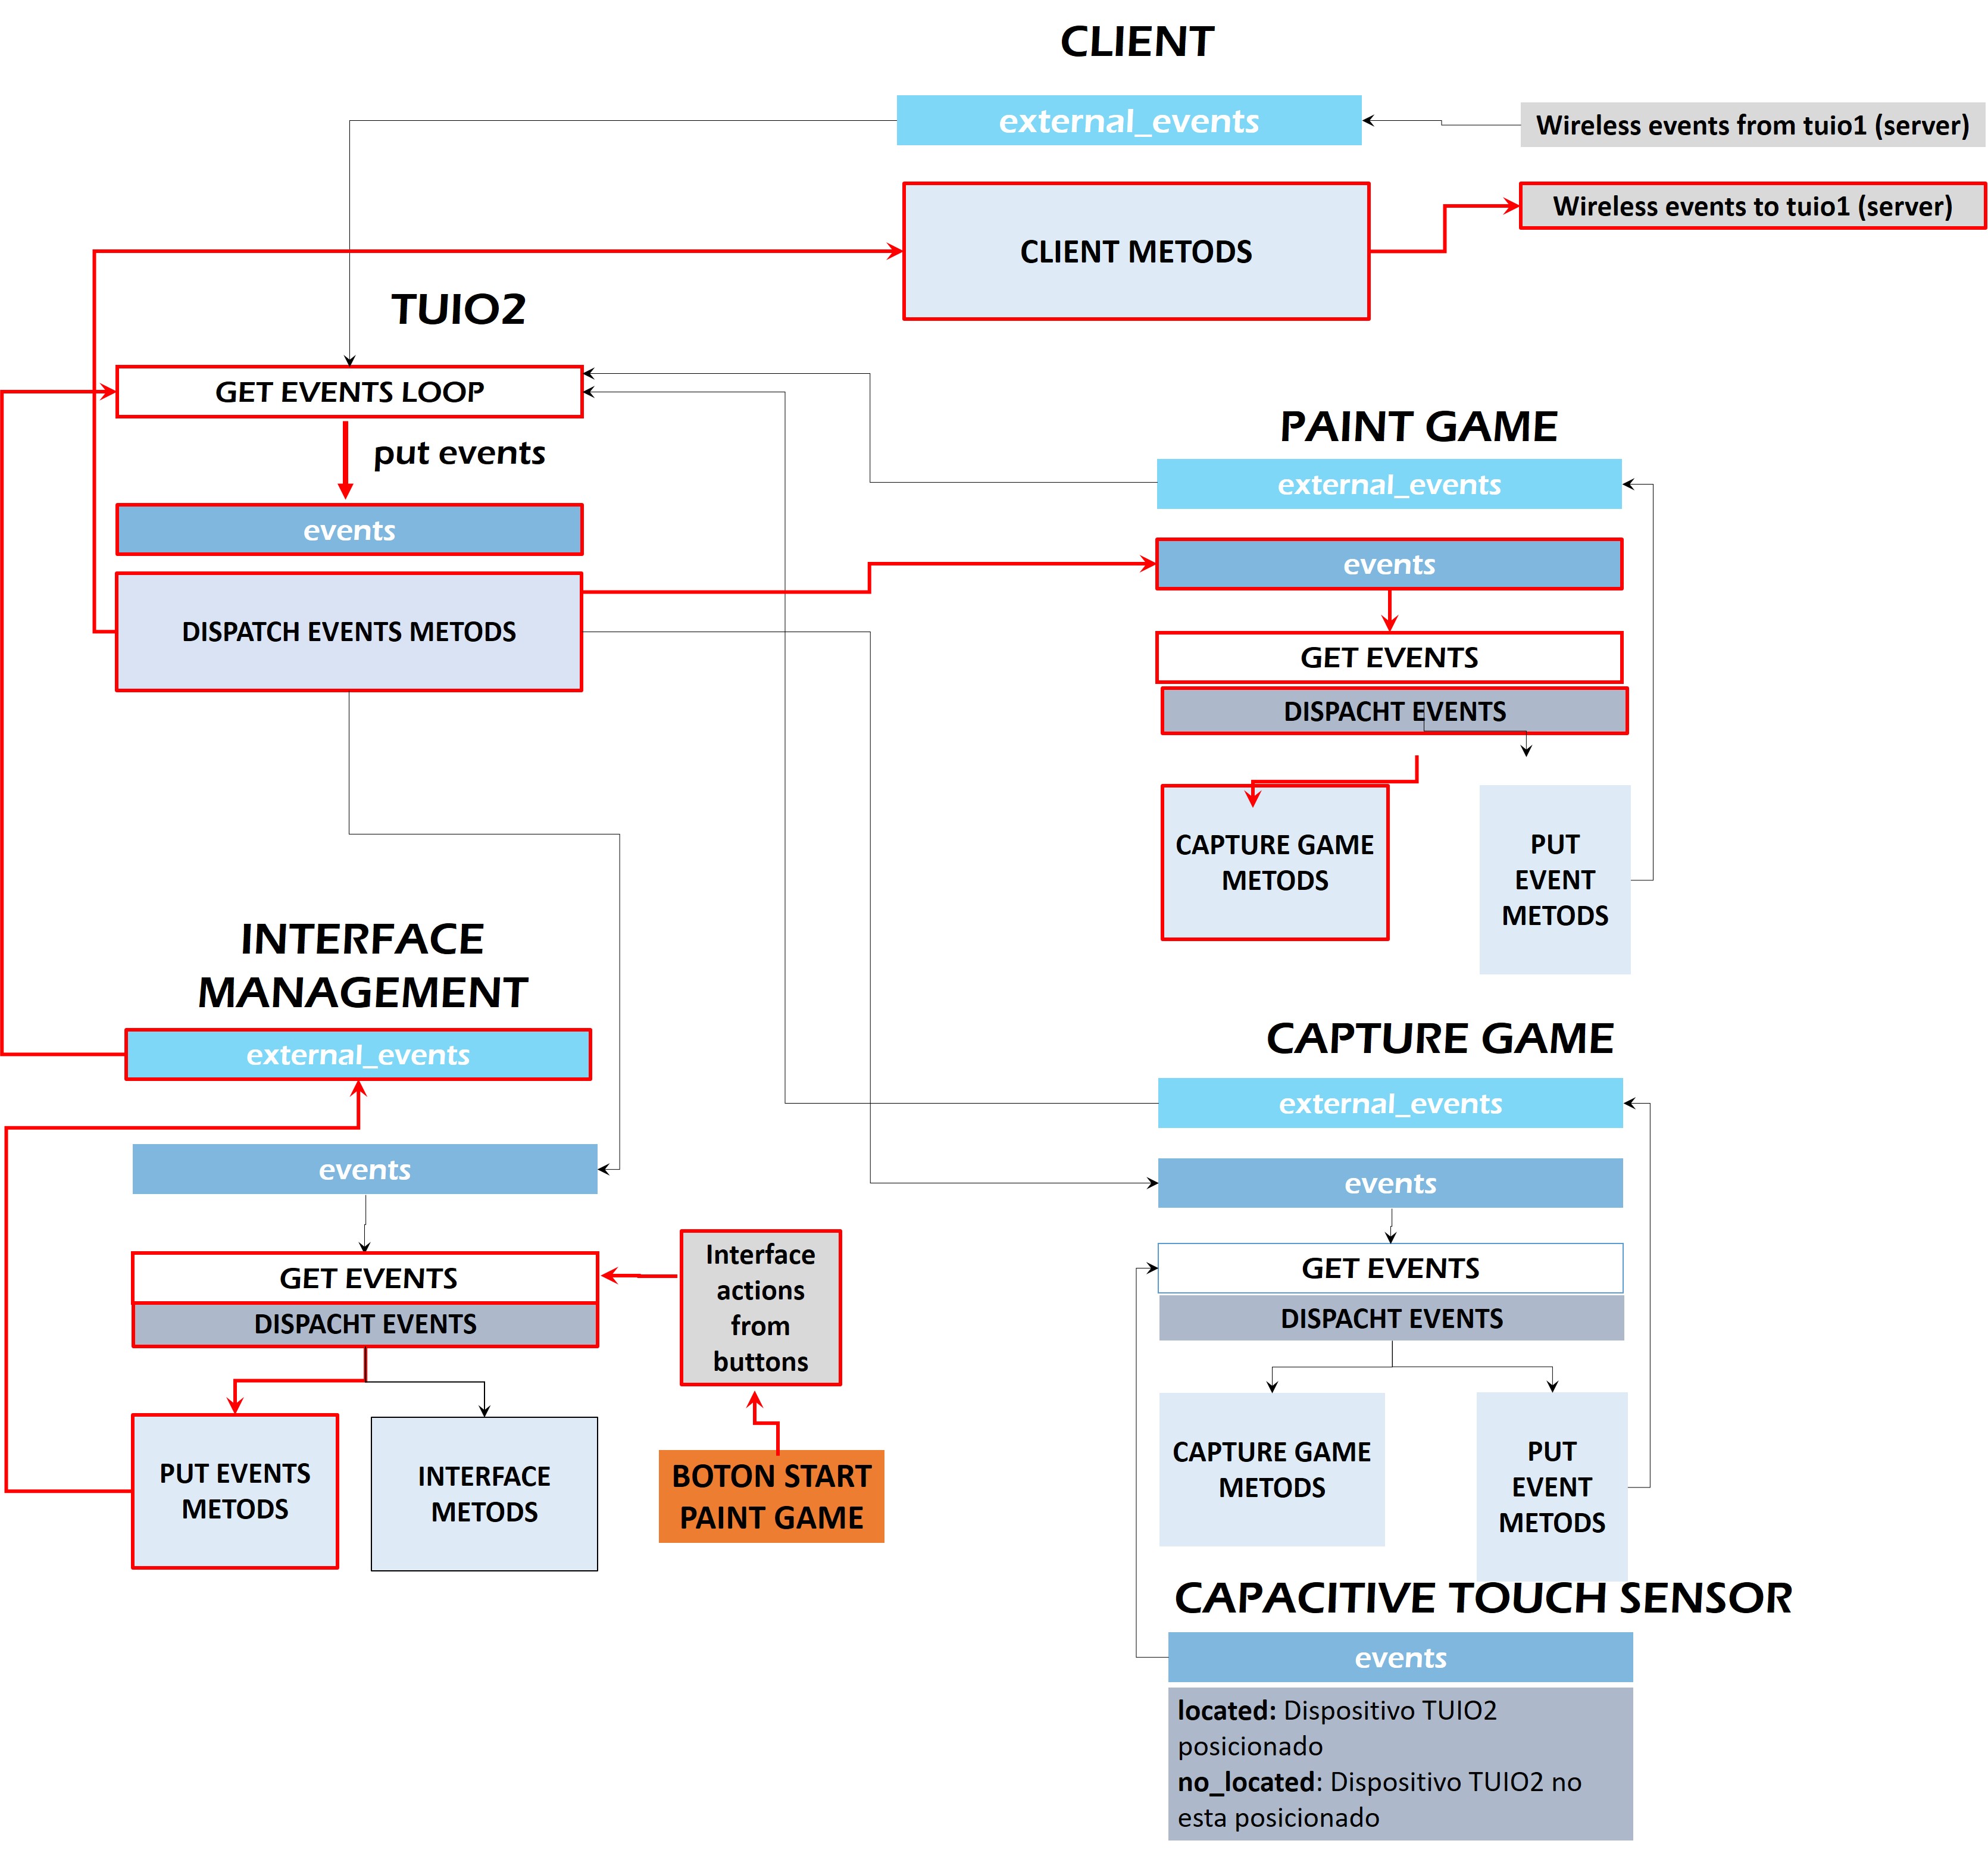 CLIENT
external_events
Wireless events from tuio1 (server)
Wireless events to tuio1 (server)
CLIENT METODS
TUIO2
GET EVENTS LOOP
put events
events
DISPATCH EVENTS METODS
PAINT GAME
external_events
events
GET EVENTS
DISPACHT EVENTS
CAPTURE GAME
METODS
PUT
EVENT
METODS
INTERFACE
MANAGEMENT
external_events
events
GET EVENTS
DISPACHT EVENTS
PUT EVENTS
METODS
INTERFACE
METODS
Interface
actions
from
buttons
BOTON START
PAINT GAME
CAPTURE GAME
external_events
events
GET EVENTS
DISPACHT EVENTS
CAPTURE GAME
METODS
PUT
EVENT
METODS
CAPACITIVE TOUCH SENSOR
events
located: Dispositivo TUIO2
posicionado
no_located: Dispositivo TUIO2 no
esta posicionado